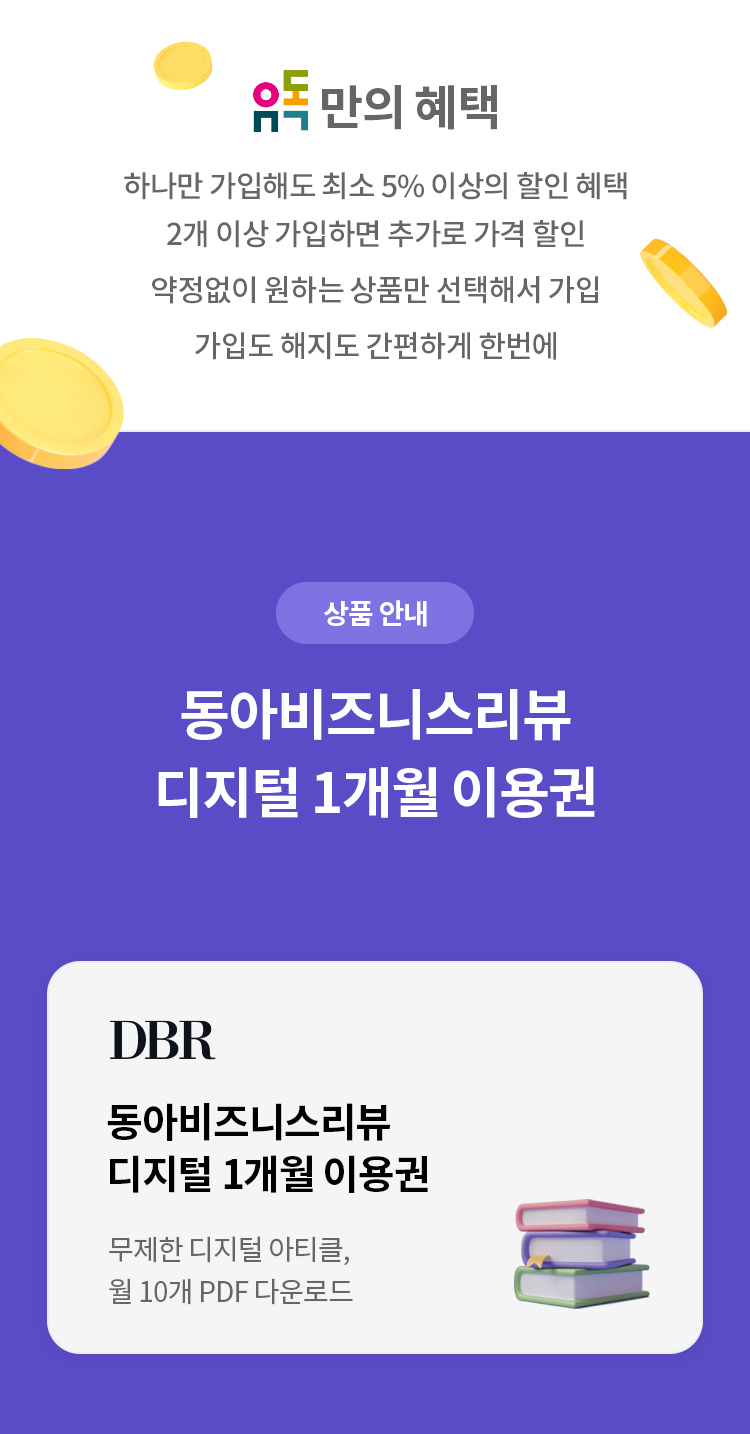 유독만의 혜택
하나만 가입해도 최소 5% 이상의 할인 혜택
2개 이상 가입하면 추가로 가격 할인
약정없이 원하는 상품만 선택해서 가입
가입도 해지도 간편하게 한번에
상품 안내
동아비즈니스리뷰
디지털 1개월 이용권
DBR
동아비즈니스리뷰
디지털 1개월 이용권
무제한 디지털 아티클,
월 10개 PDF 다운로드